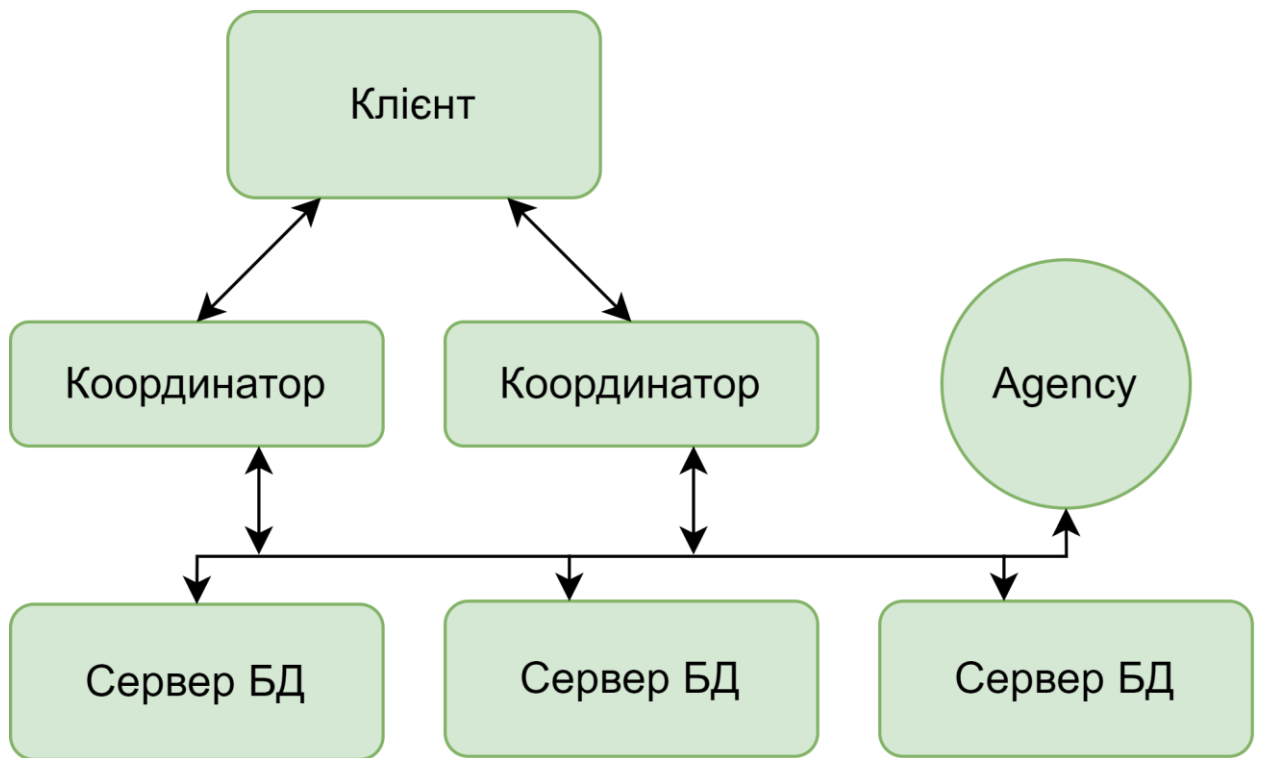 Клієнт
Координатор
Координатор
Agency
Сервер БД
Сервер БД
Сервер БД